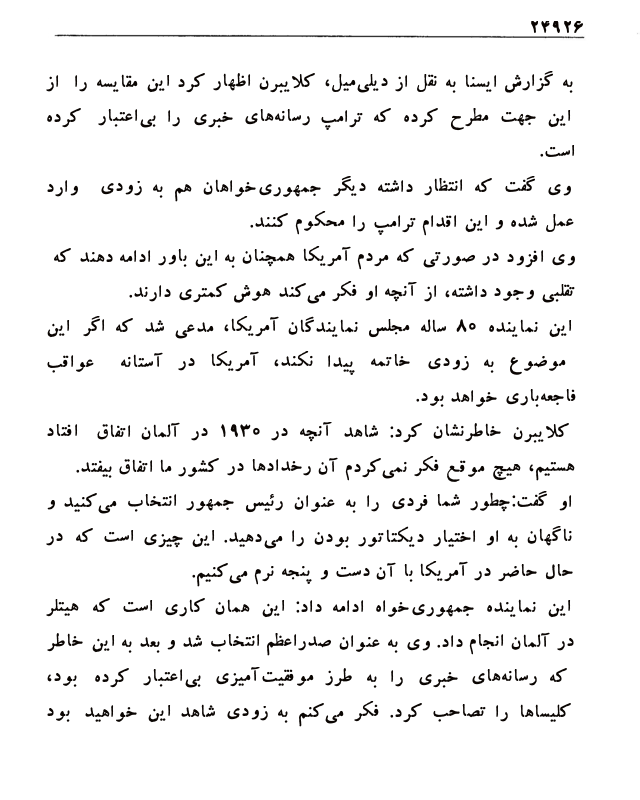 ۲۴۹۲۶
به گزارش ایسنا به نقل از دیلی‌میل، کلایبرن اظهار کرد این مقایسه را از
این جهت مطرح کرده که ترامپ رسانه‌های خبری را بی‌اعتبار کرده
است.
وی گفت که انتظار داشته دیگر جمهوری‌خواهان هم به زودی وارد
عمل شده و این اقدام ترامپ را محکوم کنند.
وی افزود در صورتی که مردم آمریکا همچنان به این باور ادامه دهند که
تقلبی وجود داشته، از آنچه او فکر می‌کند هوش کمتری دارند.
این نماینده ۸۰ ساله مجلس نمایندگان آمریکا، مدعی شد که اگر این
موضوع به زودی خاتمه پیدا نکند، آمریکا در آستانه عواقب
فاجعه‌باری خواهد بود.
کلایبرن خاطرنشان کرد: شاهد آنچه در ۱۹۳۰ در آلمان اتفاق افتاد
هستیم، هیچ موقع فکر نمی‌کردم آن رخدادها در کشور ما اتفاق بیفتد.
او گفت:چطور شما فردی را به عنوان رئیس جمهور انتخاب می‌کنید و
ناگهان به او اختیار دیکتاتور بودن را می‌دهید. این چیزی است که در
حال حاضر در آمریکا با آن دست و پنجه نرم می‌کنیم.
این نماینده جمهوری‌خواه ادامه داد: این همان کاری است که هیتلر
در آلمان انجام داد. وی به عنوان صدراعظم انتخاب شد و بعد به این خاطر
که رسانه‌های خبری را به طرز موفقیت‌آمیزی بی‌اعتبار کرده بود،
کلیساها را تصاحب کرد. فکر می‌کنم به زودی شاهد این خواهید بود